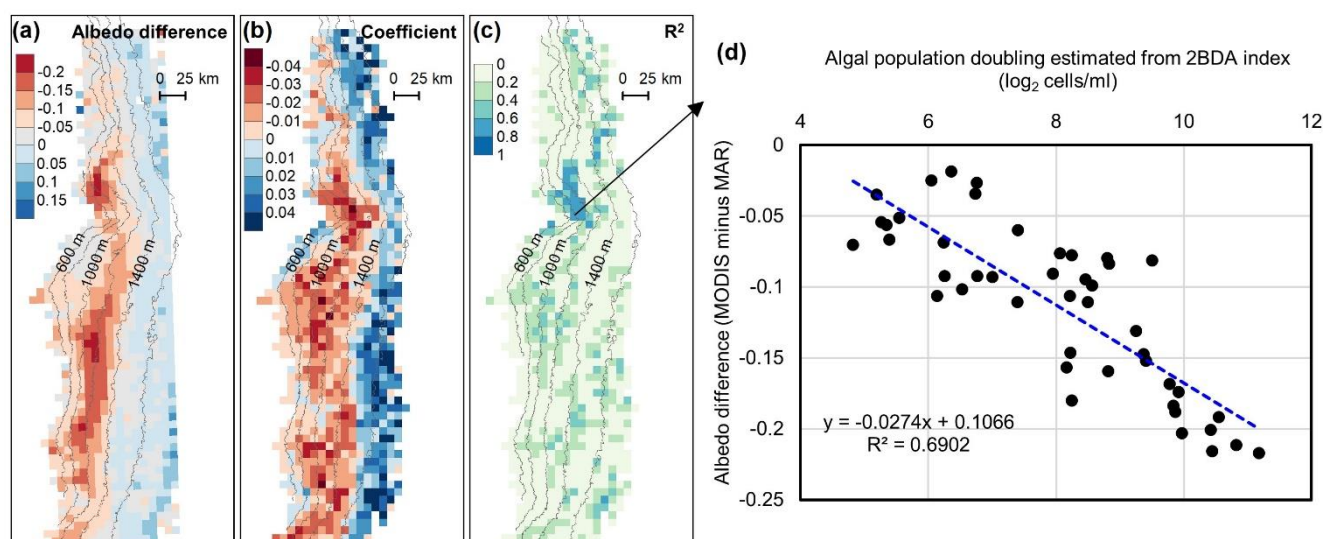 (a) Albedo difference
-0.2
-0.15
-0.1
-0.05
0
0.05
0.1
0.15
0 25 km
600 m
1000 m
1400 m
(b) Coefficient
-0.04
-0.03
-0.02
-0.01
0
0.01
0.02
0.03
0.04
0 25 km
600 m
1000 m
1400 m
(c) R²
0
0.2
0.4
0.6
0.8
1
0 25 km
600 m
1000 m
1400 m
(d)
Algal population doubling estimated from 2BDA index
(log₂ cells/ml)
4 6 8 10 12
Albedo difference (MODIS minus MAR)
0
-0.05
-0.1
-0.15
-0.2
-0.25
y = -0.0274x + 0.1066
R² = 0.6902